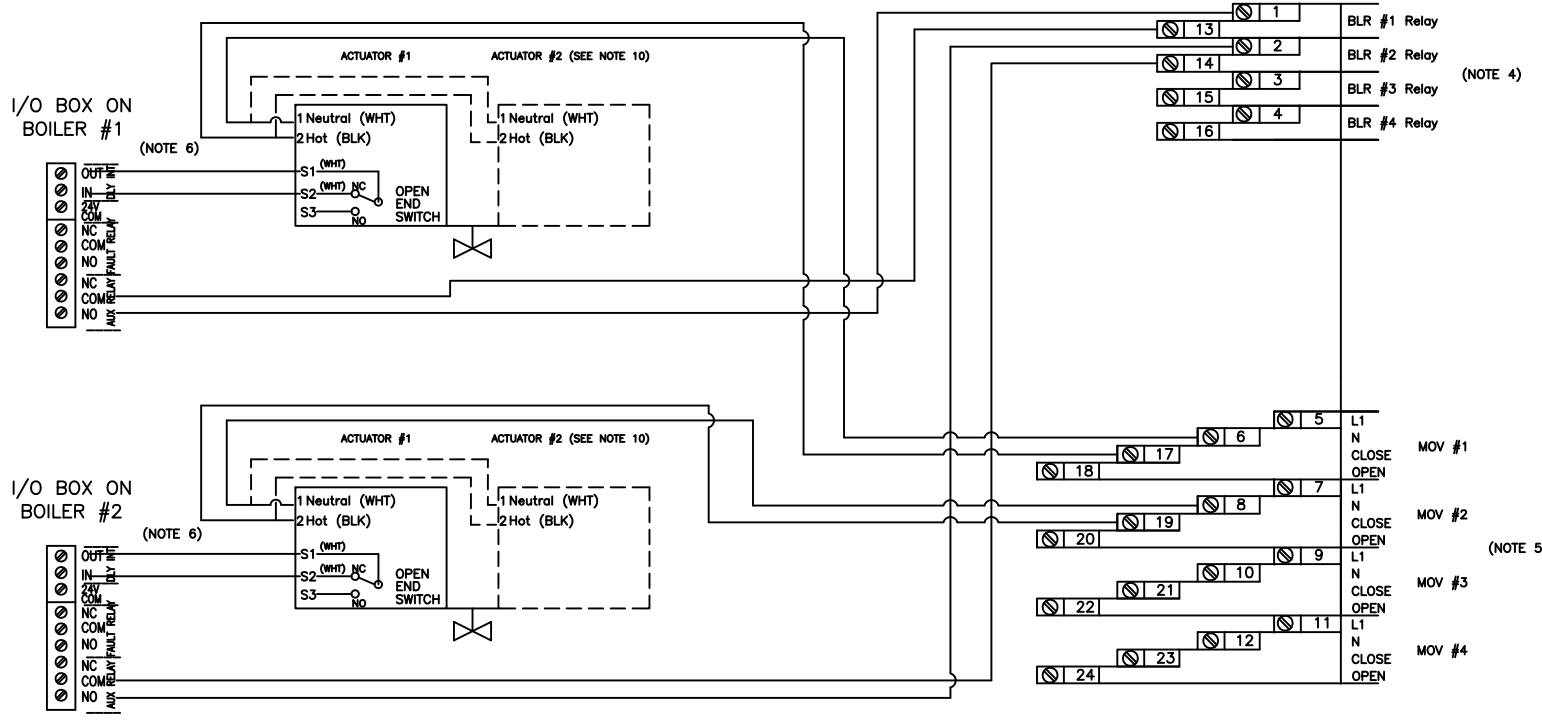 1
BLR #1 Relay
13
2
BLR #2 Relay
14
(NOTE 4)
3
BLR #3 Relay
15
4
BLR #4 Relay
16
ACTUATOR #1
ACTUATOR #2 (SEE NOTE 10)
I/O BOX ON
BOILER #1
(NOTE 6)
1 Neutral (WHT)
2 Hot (BLK)
1 Neutral (WHT)
2 Hot (BLK)
S1 (WHT)
S2 (WHT) NC
S3 NO
OPEN
END
SWITCH
OUT
IN
DLY INT
24V
COM
NC
COM
NO
FAULT RELAY
NC
COM
NO
AUX RELAY
ACTUATOR #1
ACTUATOR #2 (SEE NOTE 10)
I/O BOX ON
BOILER #2
(NOTE 6)
1 Neutral (WHT)
2 Hot (BLK)
1 Neutral (WHT)
2 Hot (BLK)
S1 (WHT)
S2 (WHT) NC
S3 NO
OPEN
END
SWITCH
OUT
IN
DLY INT
24V
COM
NC
COM
NO
FAULT RELAY
NC
COM
NO
AUX RELAY
5 L1
6 N
17 CLOSE
18 OPEN
MOV #1
7 L1
8 N
19 CLOSE
20 OPEN
MOV #2
(NOTE 5
9 L1
10 N
21 CLOSE
22 OPEN
MOV #3
11 L1
12 N
23 CLOSE
24 OPEN
MOV #4